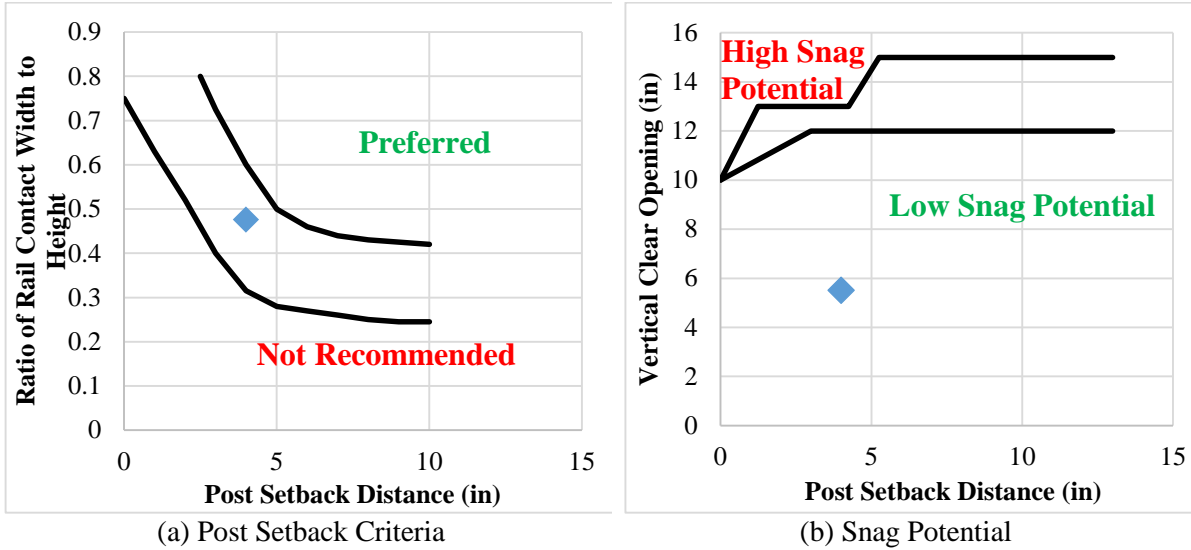 Ratio of Rail Contact Width to
Height
0.9
0.8
0.7
0.6
0.5
0.4
0.3
0.2
0.1
0
Preferred
Not Recommended
0 5 10 15
Post Setback Distance (in)
(a) Post Setback Criteria
Vertical Clear Opening (in)
16
14
12
10
8
6
4
2
0
High Snag
Potential
Low Snag Potential
0 5 10 15
Post Setback Distance (in)
(b) Snag Potential